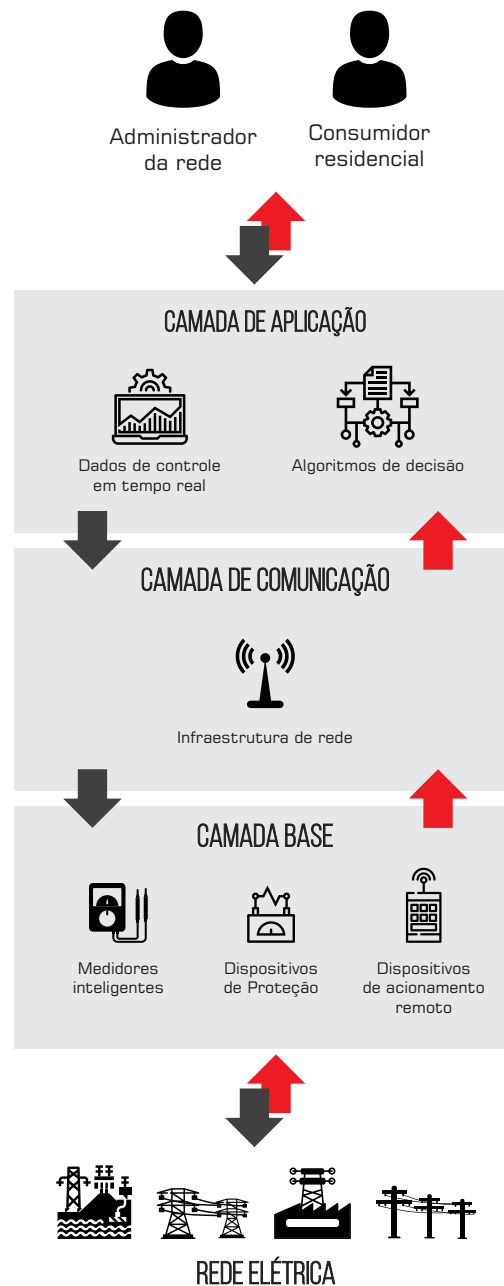 Administrador
da rede
Consumidor
residencial
CAMADA DE APLICAÇÃO
Dados de controle
em tempo real
Algoritmos de decisão
CAMADA DE COMUNICAÇÃO
Infraestrutura de rede
CAMADA BASE
Medidores
inteligentes
Dispositivos
de Proteção
Dispositivos
de acionamento
remoto
REDE ELÉTRICA